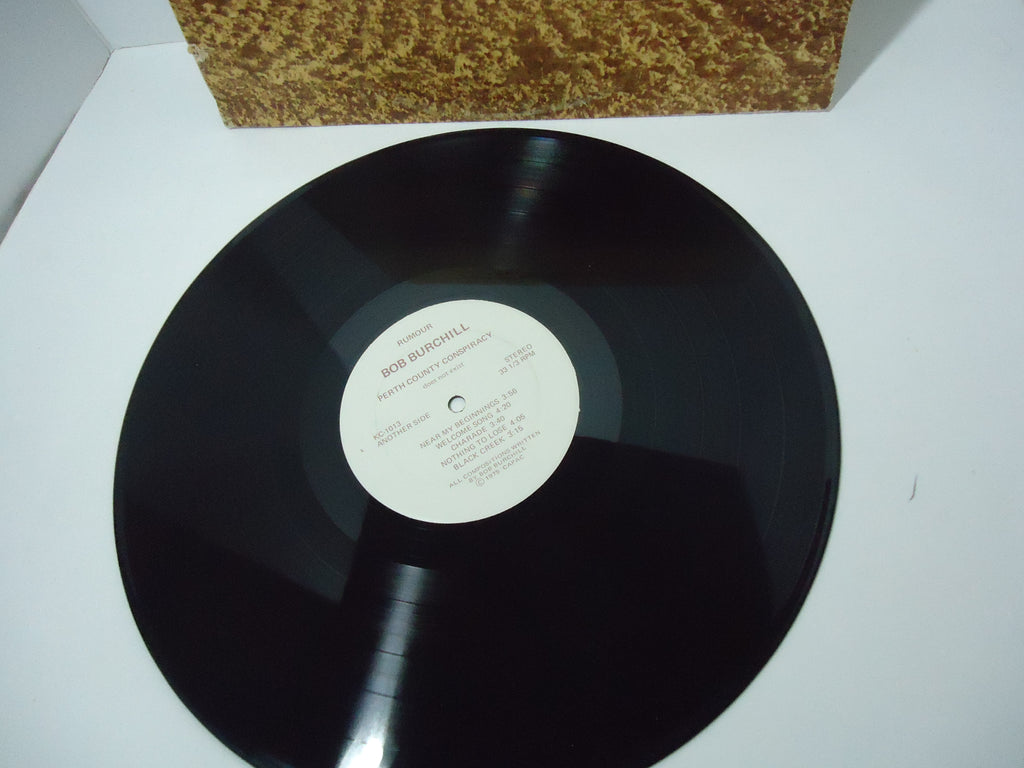 RUMOUR
BOB BURCHILL
PERTH COUNTY CONSPIRACY
does not exist
STEREO
33 1/3 RPM
KC-1013
ANOTHER SIDE
NEAR MY BEGINNINGS 3:56
WELCOME SONG 4:20
CHARADE 3:40
NOTHING TO LOSE 4:05
BLACK CREEK 3:15
ALL COMPOSITIONS WRITTEN
BY BOB BURCHILL
© 1975 CAPAC